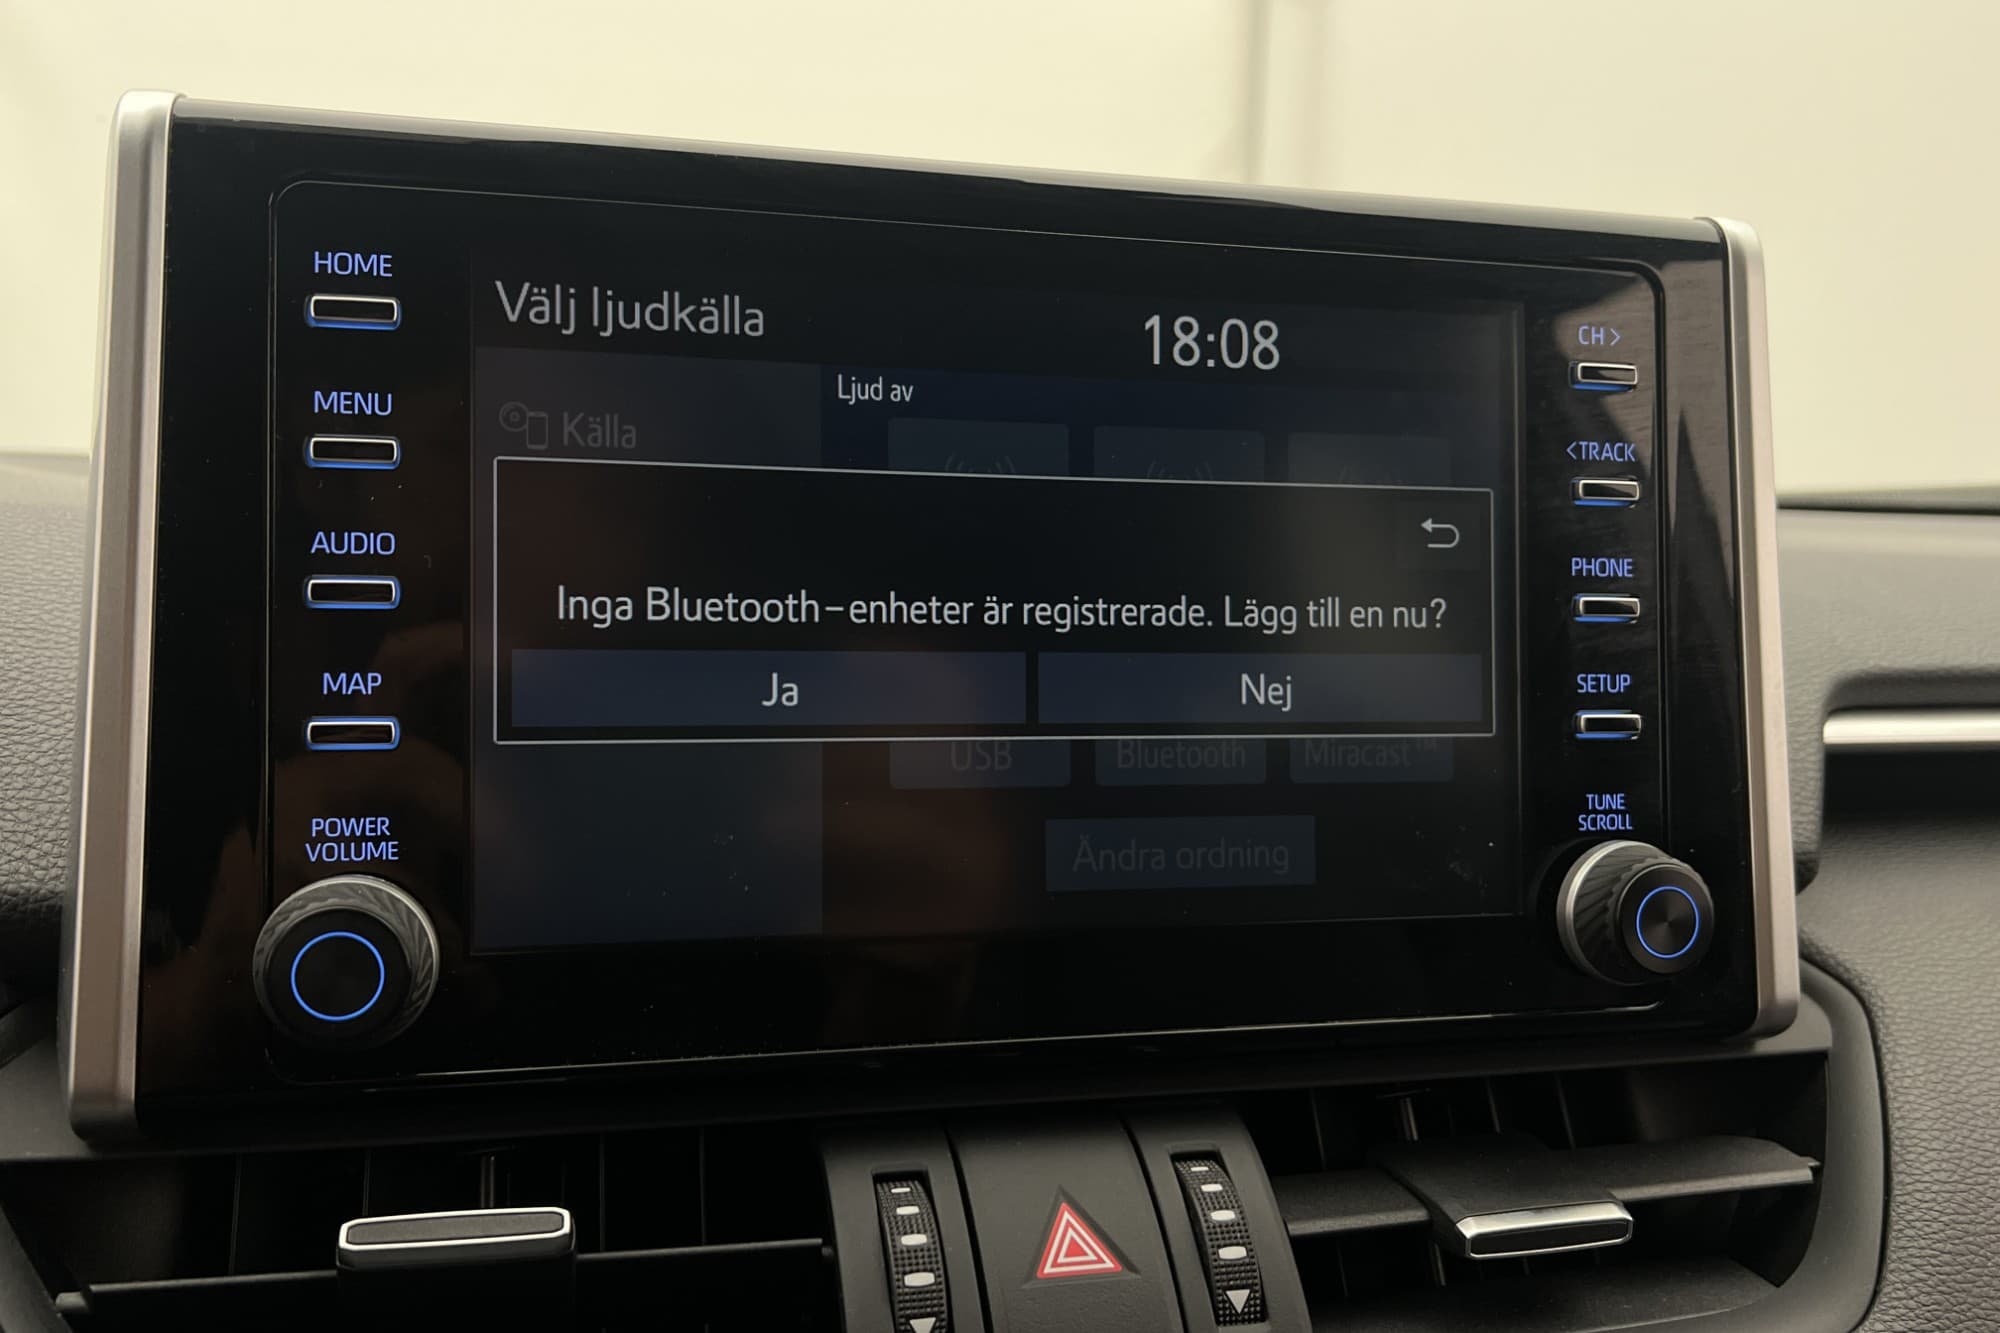 HOME
MENU
AUDIO
MAP
POWER
VOLUME
Välj ljudkälla
18:08
Ljud av
Källa
Inga Bluetooth-enheter är registrerade. Lägg till en nu?
Ja
Nej
USB
Bluetooth
Miracast™
Ändra ordning
CH >
<TRACK
PHONE
SETUP
TUNE
SCROLL